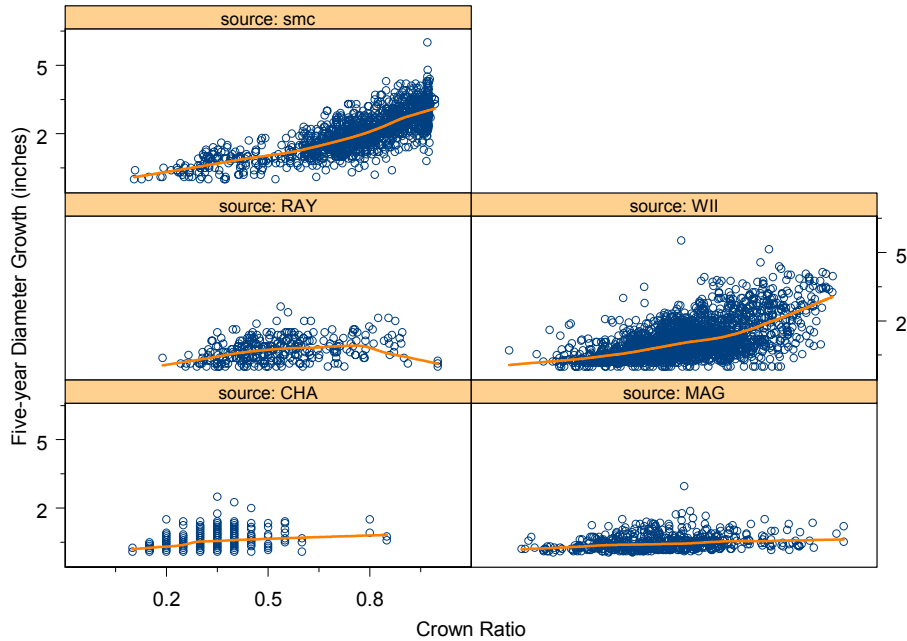 source: smc
5
2
source: RAY
source: WII
5
2
source: CHA
source: MAG
5
2
0.2 0.5 0.8
Crown Ratio
Five-year Diameter Growth (inches)